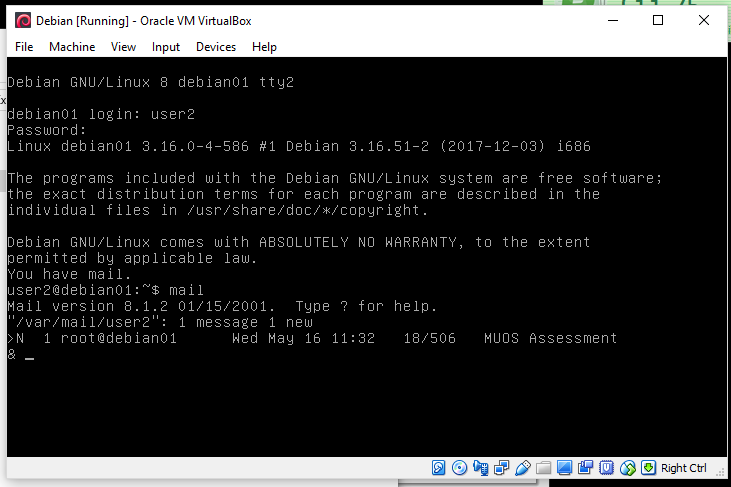 Debian [Running] - Oracle VM VirtualBox
File Machine View Input Devices Help
Debian GNU/Linux 8 debian01 tty2
debian01 login: user2
Password:
Linux debian01 3.16.0-4-586 #1 Debian 3.16.51-2 (2017-12-03) i686
The programs included with the Debian GNU/Linux system are free software;
the exact distribution terms for each program are described in the
individual files in /usr/share/doc/*/copyright.
Debian GNU/Linux comes with ABSOLUTELY NO WARRANTY, to the extent
permitted by applicable law.
You have mail.
user2@debian01:~$ mail
Mail version 8.1.2 01/15/2001.  Type ? for help.
"/var/mail/user2": 1 message 1 new
>N  1 root@debian01      Wed May 16 11:32   18/506   MUOS Assessment
& _
Right Ctrl